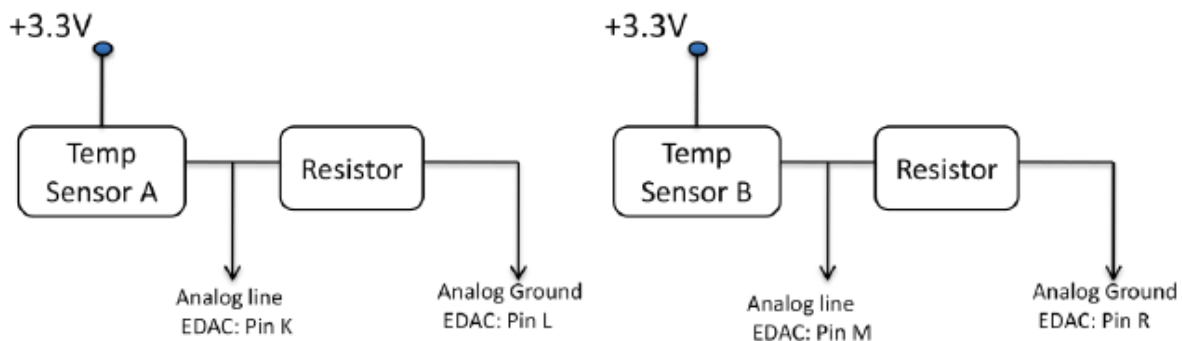 +3.3V
Temp
Sensor A
Resistor
Analog line
EDAC: Pin K
Analog Ground
EDAC: Pin L
+3.3V
Temp
Sensor B
Resistor
Analog line
EDAC: Pin M
Analog Ground
EDAC: Pin R